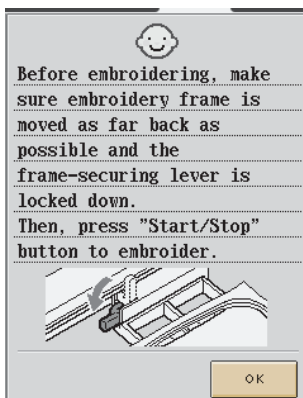 Before embroidering, make
sure embroidery frame is
moved as far back as
possible and the
frame-securing lever is
locked down.
Then, press "Start/Stop"
button to embroider.
OK